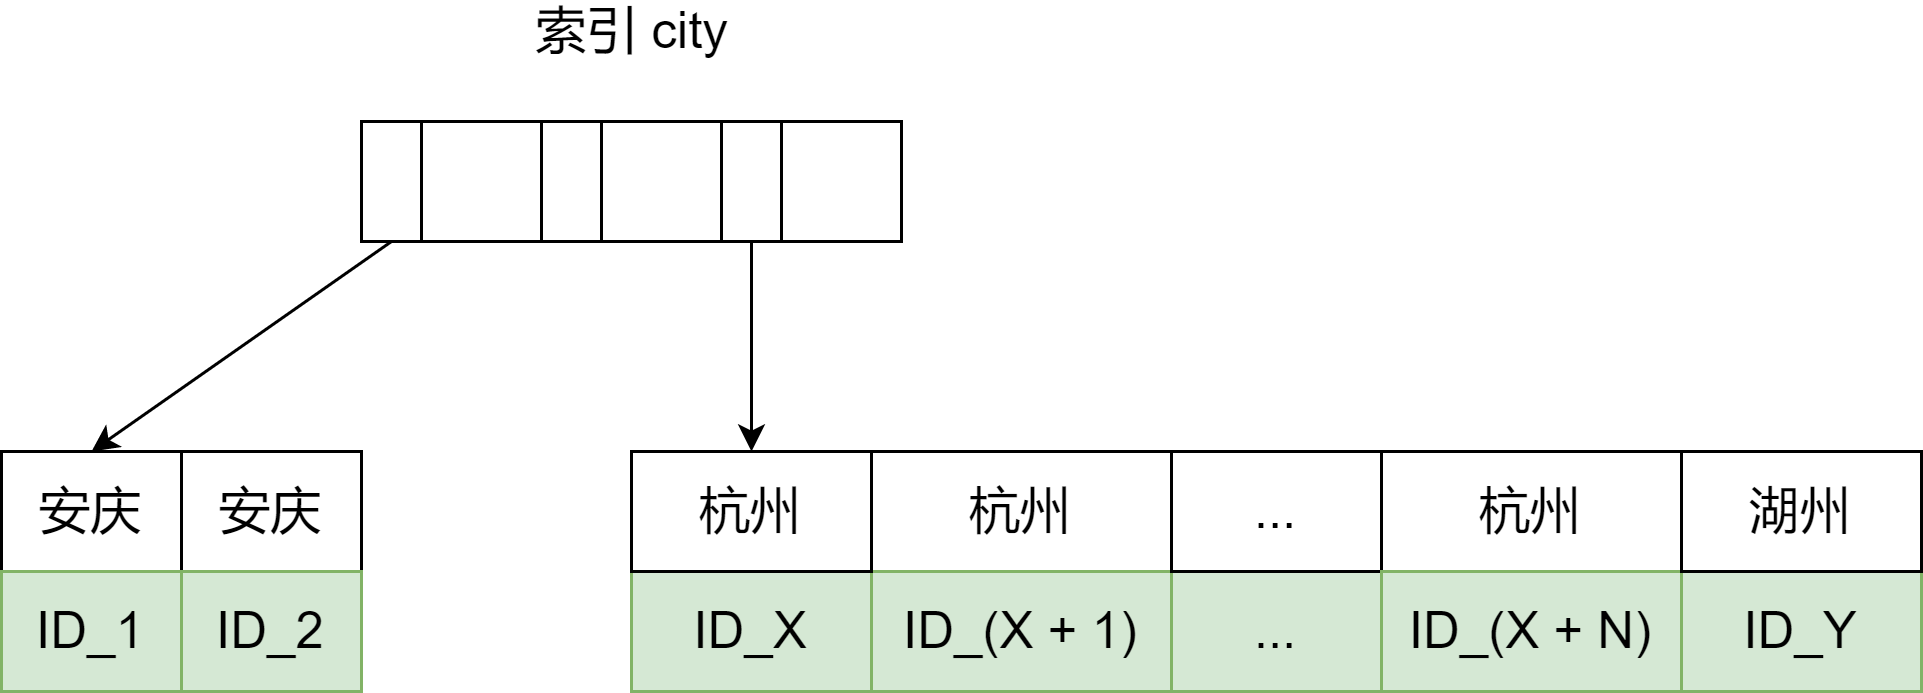 索引 city
安庆 安庆 杭州 杭州 ... 杭州 湖州
ID_1 ID_2 ID_X ID_(X + 1) ... ID_(X + N) ID_Y